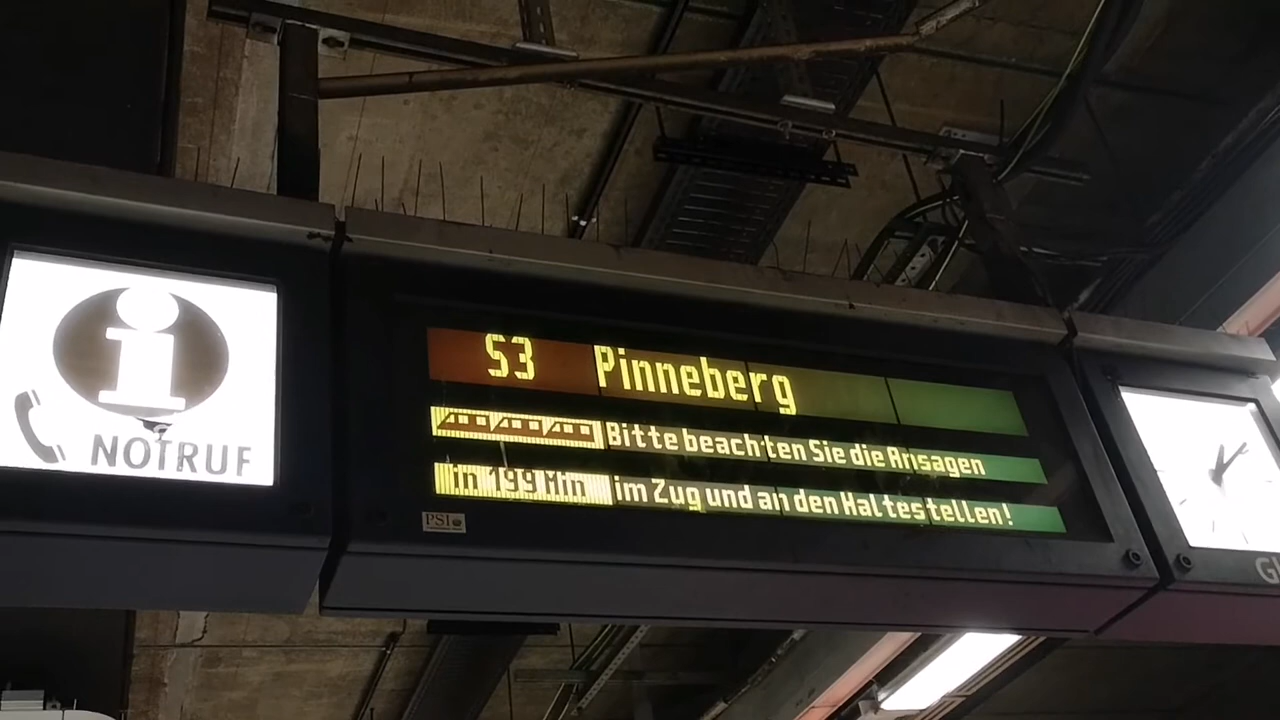 i
NOTRUF
S3 Pinneberg
Bitte beachten Sie die Ansagen
in 199 Min im Zug und an den Haltestellen!
PSI